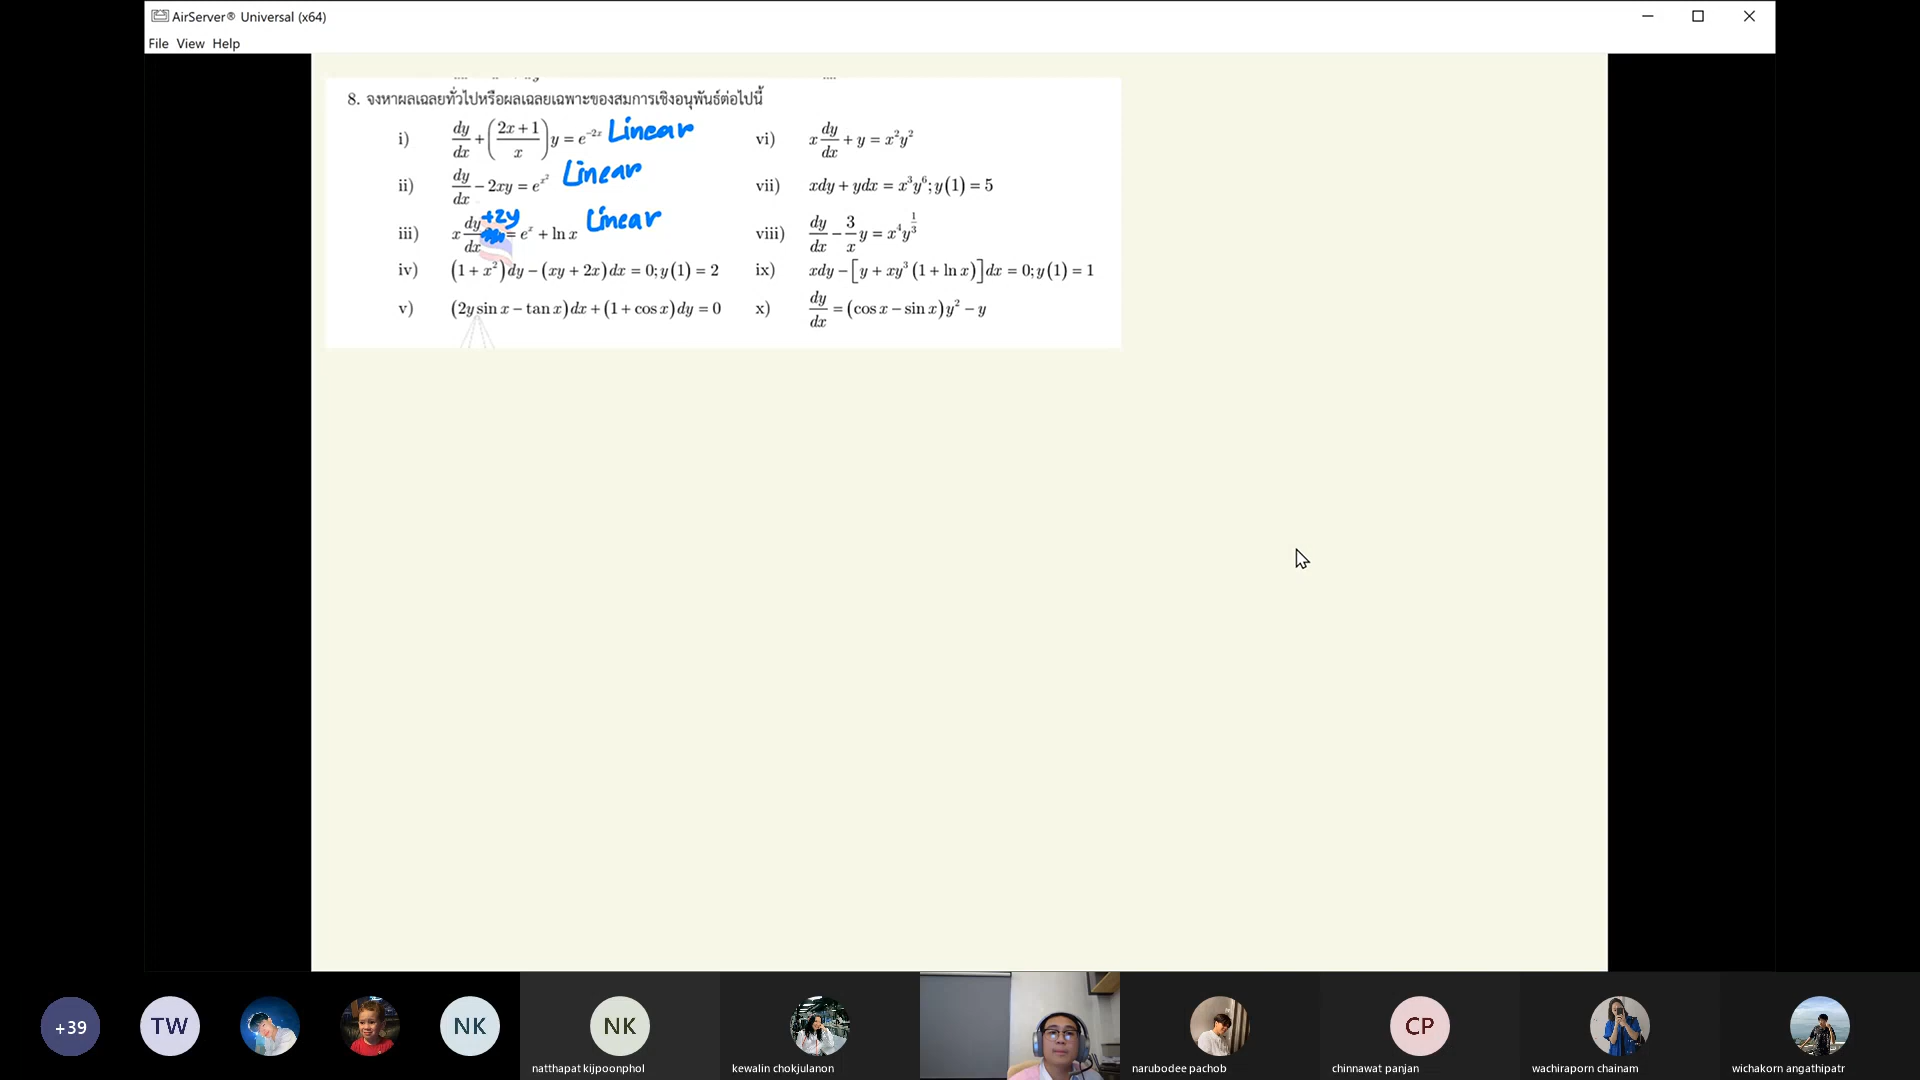 AirServer® Universal (x64)
File View Help
8. จงหาผลเฉลยทั่วไปหรือผลเฉลยเฉพาะของสมการเชิงอนุพันธ์ต่อไปนี้
i) dy/dx + ((2x + 1)/x) y = e^{-2x} Linear
ii) dy/dx − 2xy = e^{x^2} Linear
iii) x dy/dx +2y = e^x + ln x Linear
iv) (1 + x^2) dy − (xy + 2x) dx = 0; y(1) = 2
v) (2y sin x − tan x) dx + (1 + cos x) dy = 0
vi) x dy/dx + y = x^2y^2
vii) xdy + ydx = x^3y^6; y(1) = 5
viii) dy/dx − (3/x) y = x^4y^{1/3}
ix) xdy − [y + xy^3 (1 + ln x)] dx = 0; y(1) = 1
x) dy/dx = (cos x − sin x) y^2 − y
+39
TW
NK
NK
natthapat kijpoonphol
kewalin chokjulanon
narubodee pachob
CP
chinnawat panjan
wachiraporn chainam
wichakorn angathipatr